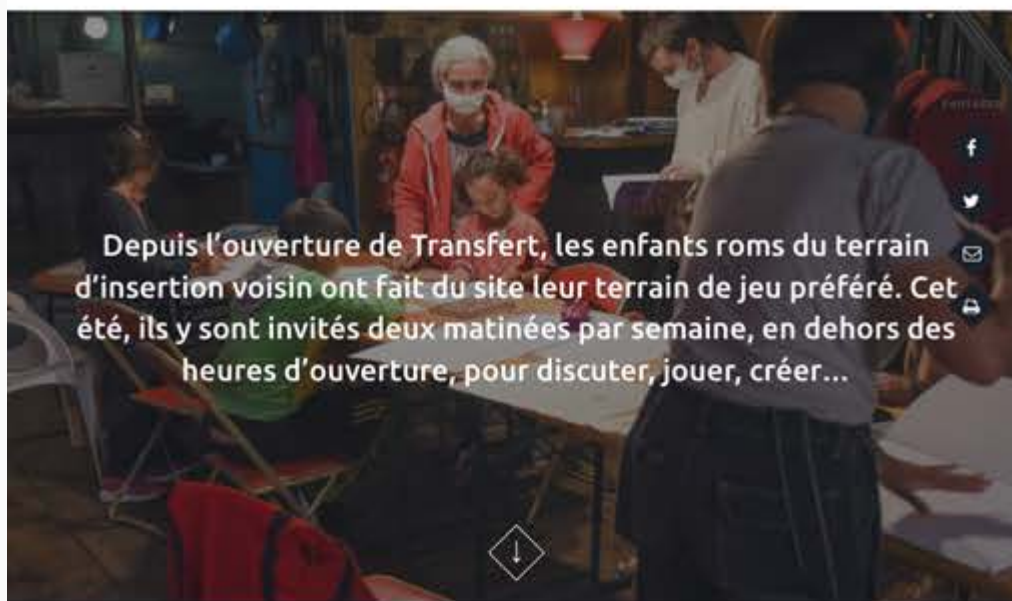 PARTAGER
Depuis l’ouverture de Transfert, les enfants roms du terrain
d’insertion voisin ont fait du site leur terrain de jeu préféré. Cet
été, ils y sont invités deux matinées par semaine, en dehors des
heures d’ouverture, pour discuter, jouer, créer...